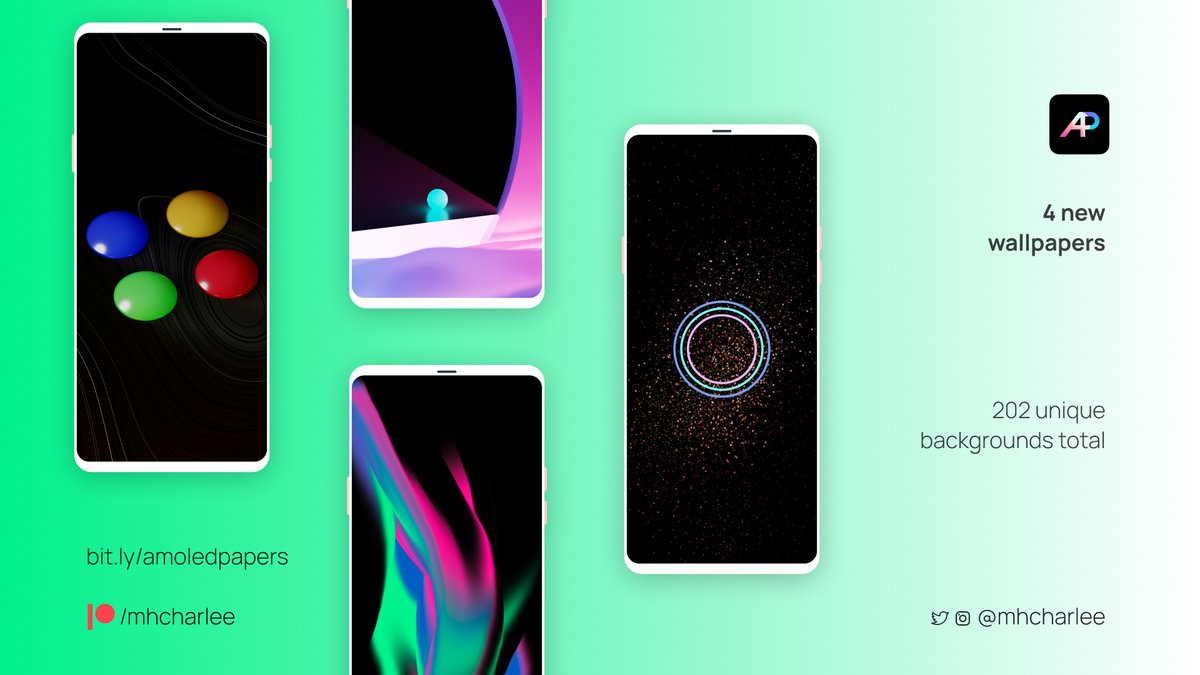 AP
4 new
wallpapers
202 unique
backgrounds total
bit.ly/amoledpapers
/mhcharlee
@mhcharlee